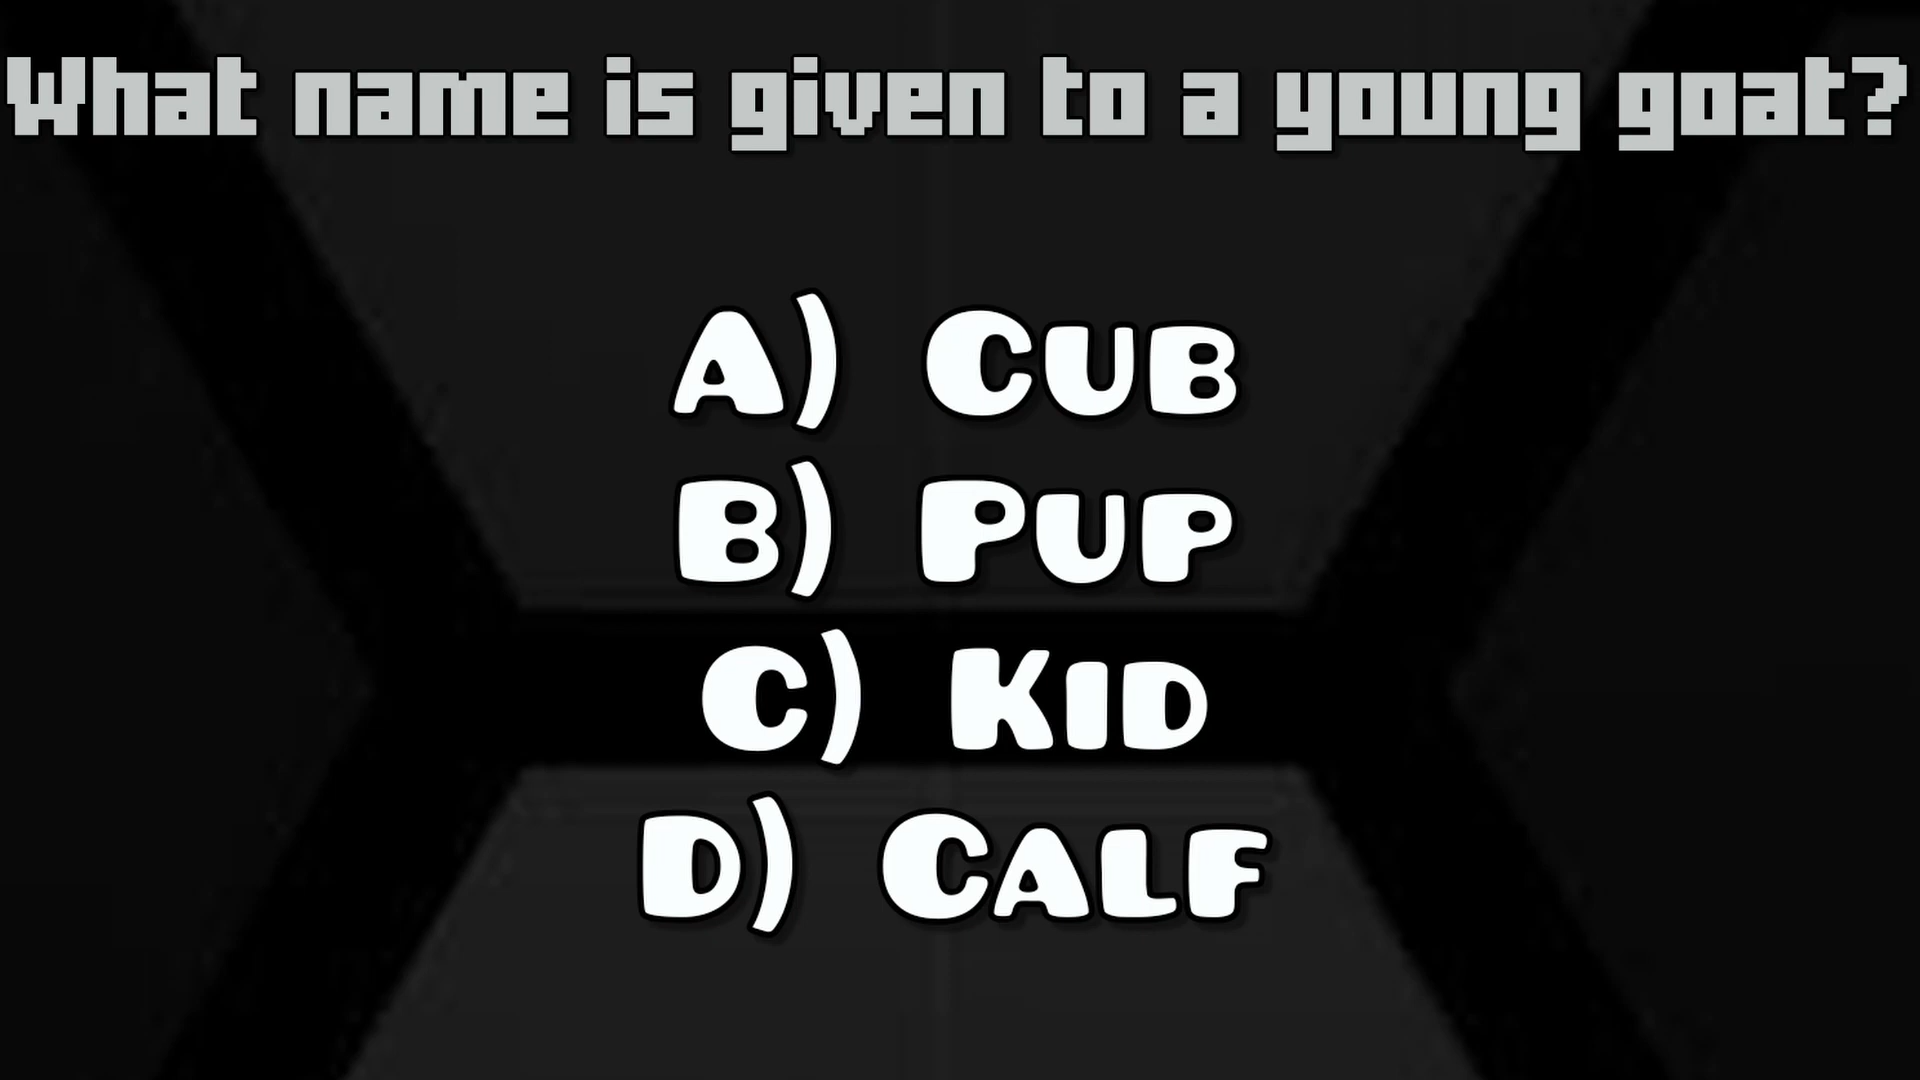 What name is given to a young goat?
A) Cub
B) Pup
C) Kid
D) Calf